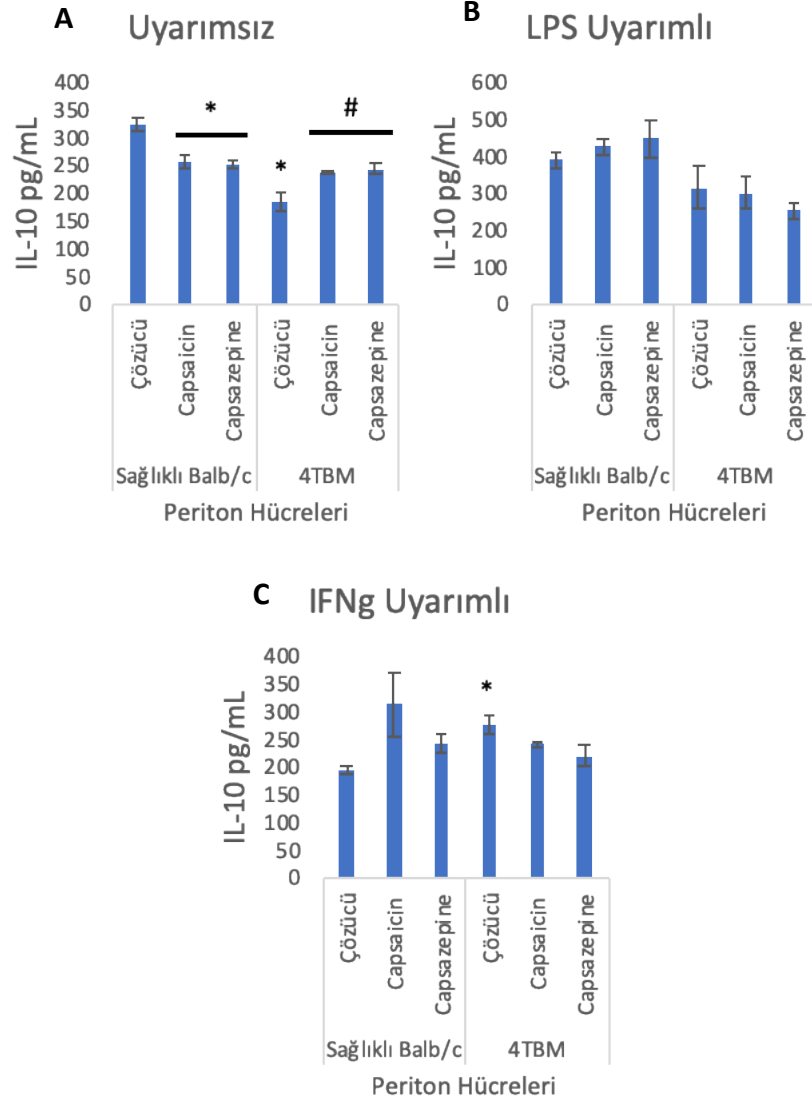 A Uyarımsız
IL-10 pg/mL
400
350
300
250
200
150
100
50
0
*
*
#
Çözücü
Capsaicin
Capsazepine
Çözücü
Capsaicin
Capsazepine
Sağlıklı Balb/c
4TBM
Periton Hücreleri
B LPS Uyarımlı
IL-10 pg/mL
600
500
400
300
200
100
0
Çözücü
Capsaicin
Capsazepine
Çözücü
Capsaicin
Capsazepine
Sağlıklı Balb/c
4TBM
Periton Hücreleri
C IFNg Uyarımlı
IL-10 pg/mL
400
350
300
250
200
150
100
50
0
*
Çözücü
Capsaicin
Capsazepine
Çözücü
Capsaicin
Capsazepine
Sağlıklı Balb/c
4TBM
Periton Hücreleri